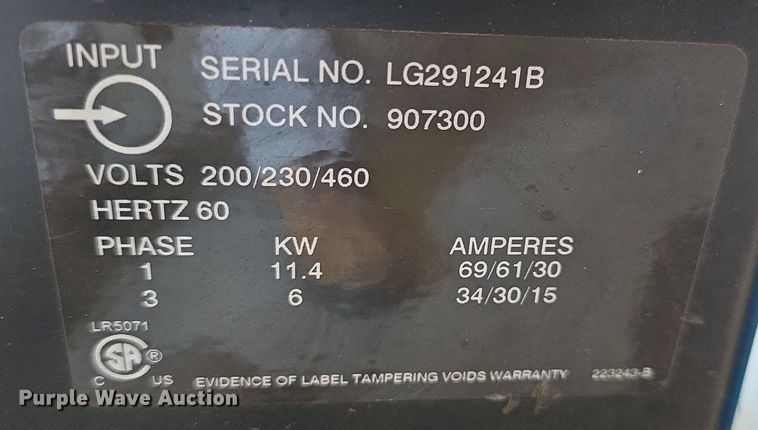 INPUT
SERIAL NO. LG291241B
STOCK NO. 907300
VOLTS 200/230/460
HERTZ 60
PHASE KW AMPERES
1 11.4 69/61/30
3 6 34/30/15
LR5071
CSA ®
C US EVIDENCE OF LABEL TAMPERING VOIDS WARRANTY 223243-B
Purple Wave Auction